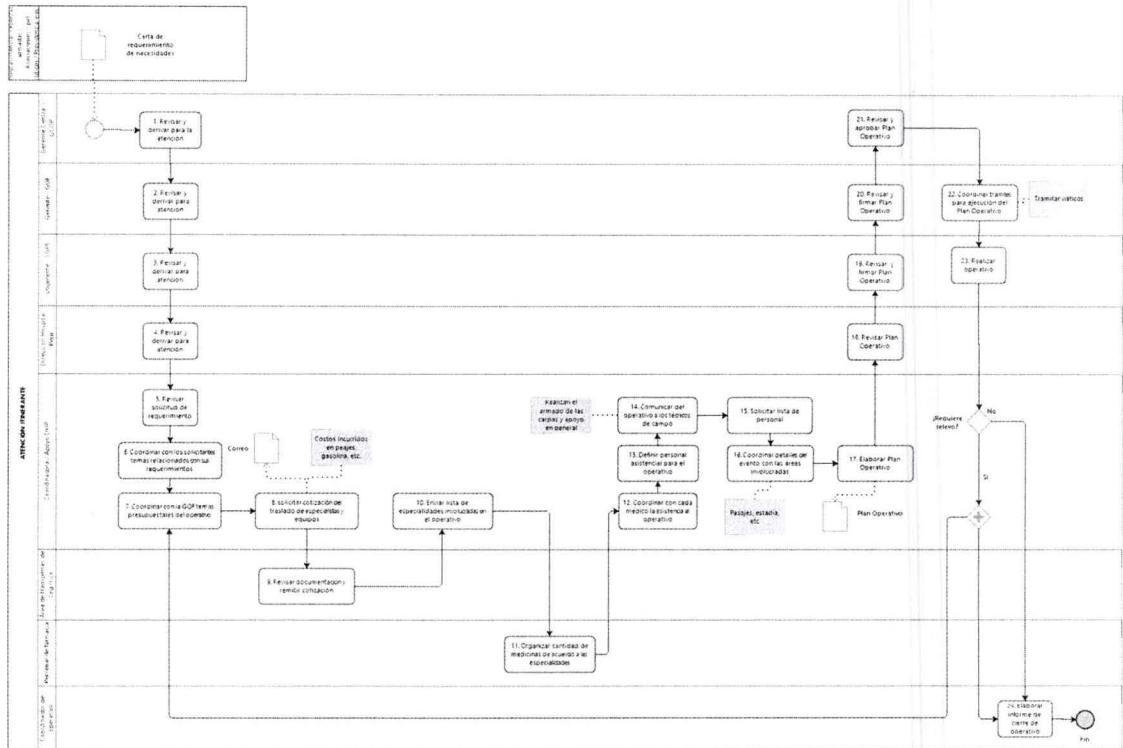 Carta de
requerimiento
de necesidades
ATENCIÓN ITINERANTE
1. Revisar y
derivar para la
atención
2. Revisar y
derivar para
atención
3. Revisar y
derivar para
atención
4. Revisar y
derivar para
atención
5. Revisar
solicitud de
requerimiento
6. Coordinar con los solicitantes
temas relacionados con sus
requerimientos
Correo
7. Coordinar con la GOP temas
presupuestales del operativo
Costos incurridos
en peajes,
gasolina, etc.
8. Solicitar cotización del
traslado de especialistas y
equipos
9. Revisar documentación y
remitir cotización
10. Enviar lista de
especialidades involucradas en
el operativo
11. Organizar cantidad de
medicinas de acuerdo a las
especialidades
12. Coordinar con cada
médico la asistencia al
operativo
13. Definir personal
asistencial para el
operativo
Realizan el
armado de las
carpas y apoyo
en general
14. Comunicar del
operativo a los técnicos
de campo
15. Solicitar lista de
personal
16. Coordinar detalles del
evento con las áreas
involucradas
Pasajes, estadía,
etc
17. Elaborar Plan
Operativo
Plan Operativo
18. Revisar Plan
Operativo
19. Revisar y
firmar Plan
Operativo
20. Revisar y
firmar Plan
Operativo
21. Revisar y
aprobar Plan
Operativo
22. Coordinar trámites
para ejecución del
Plan Operativo
Tramitar viáticos
23. Realizar
operativo
¿Requiere
relevo?
No
Si
24. Elaborar
informe de
cierre de
operativo
Fin